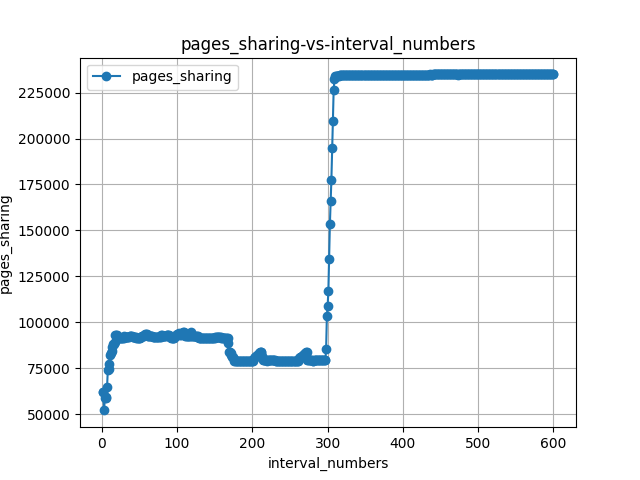 pages_sharing-vs-interval_numbers
pages_sharing
225000
200000
175000
150000
125000
100000
75000
50000
pages_sharing
0 100 200 300 400 500 600
interval_numbers